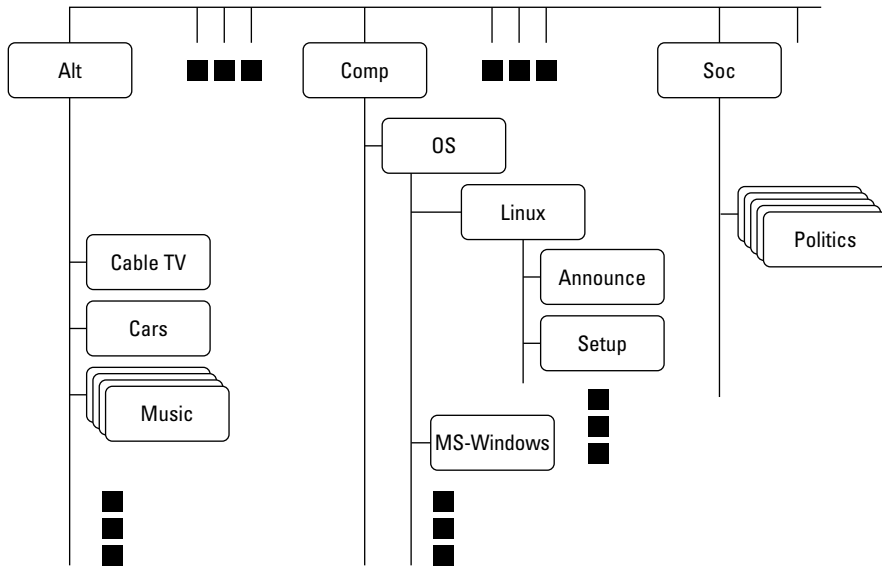 Alt
Comp
Soc
OS
Linux
Politics
Cable TV
Announce
Cars
Setup
Music
MS-Windows